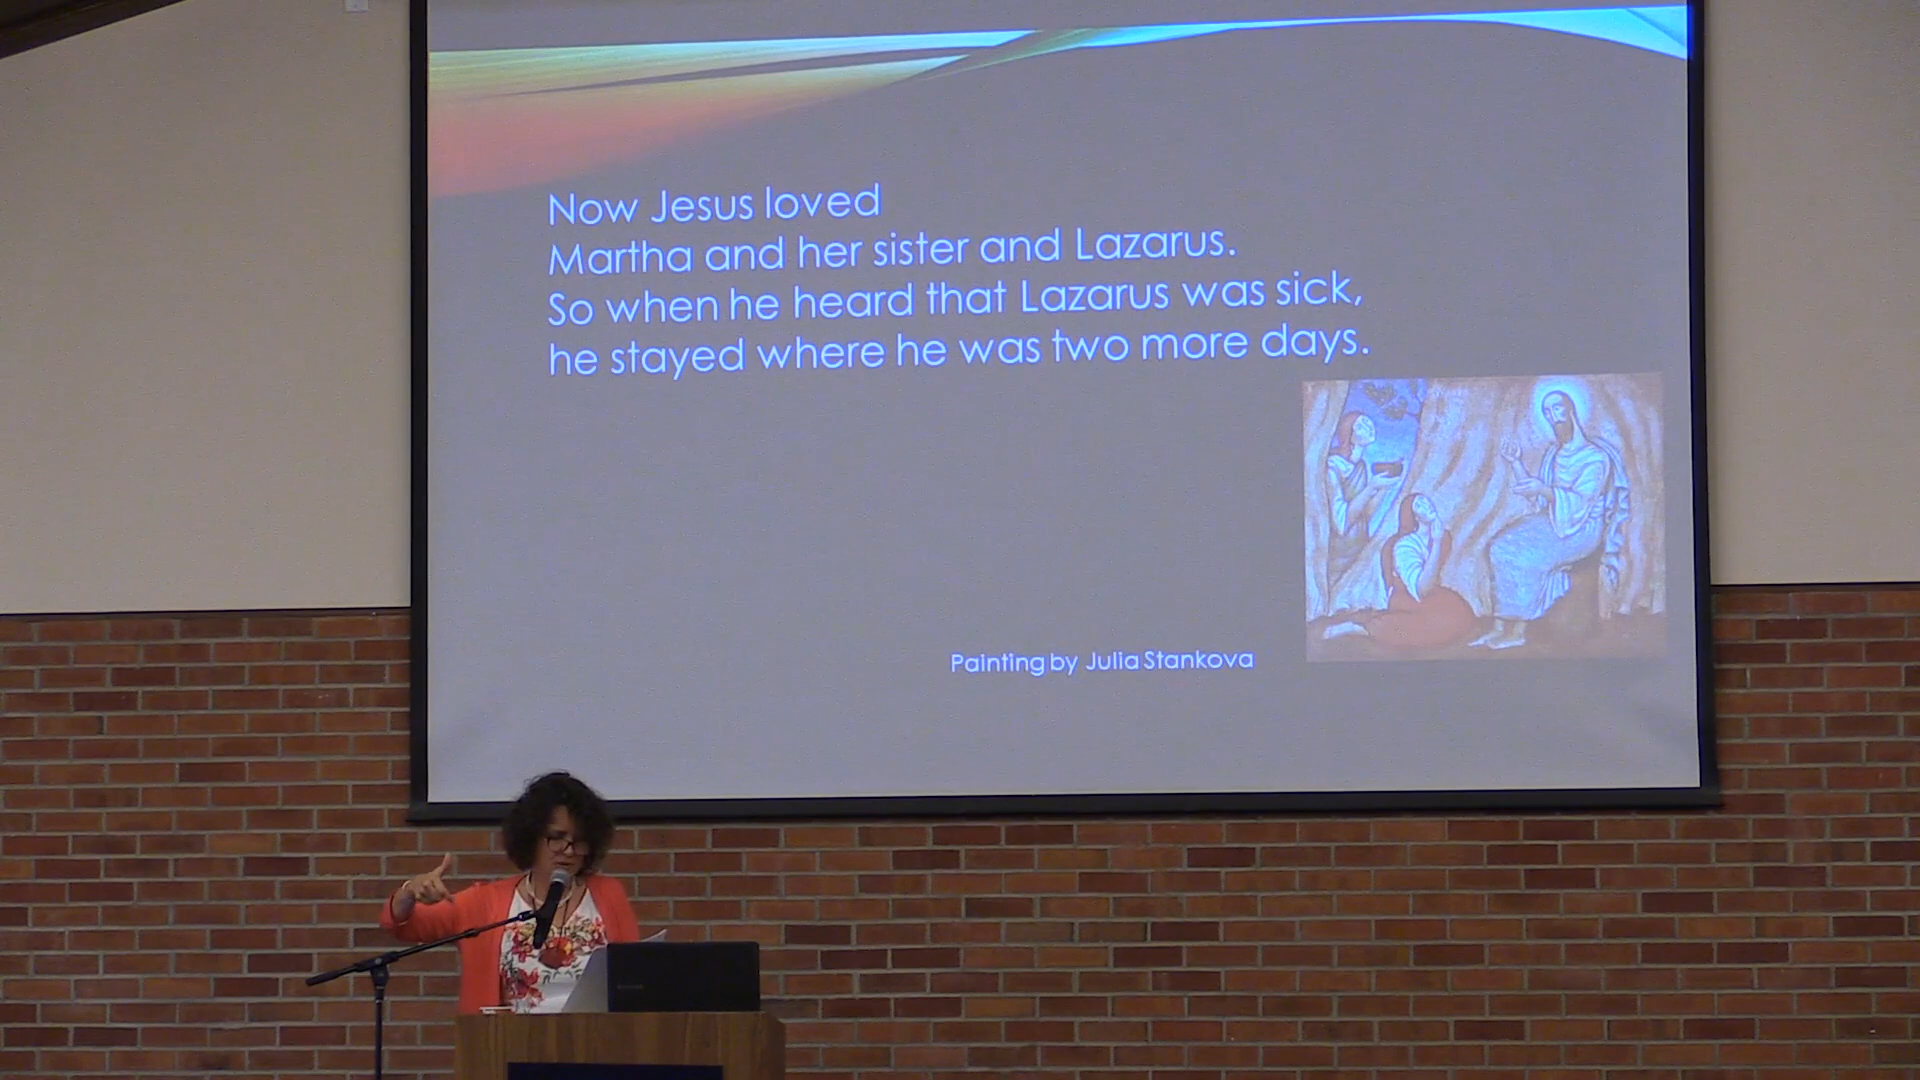 Now Jesus loved
Martha and her sister and Lazarus.
So when he heard that Lazarus was sick,
he stayed where he was two more days.
Painting by Julia Stankova